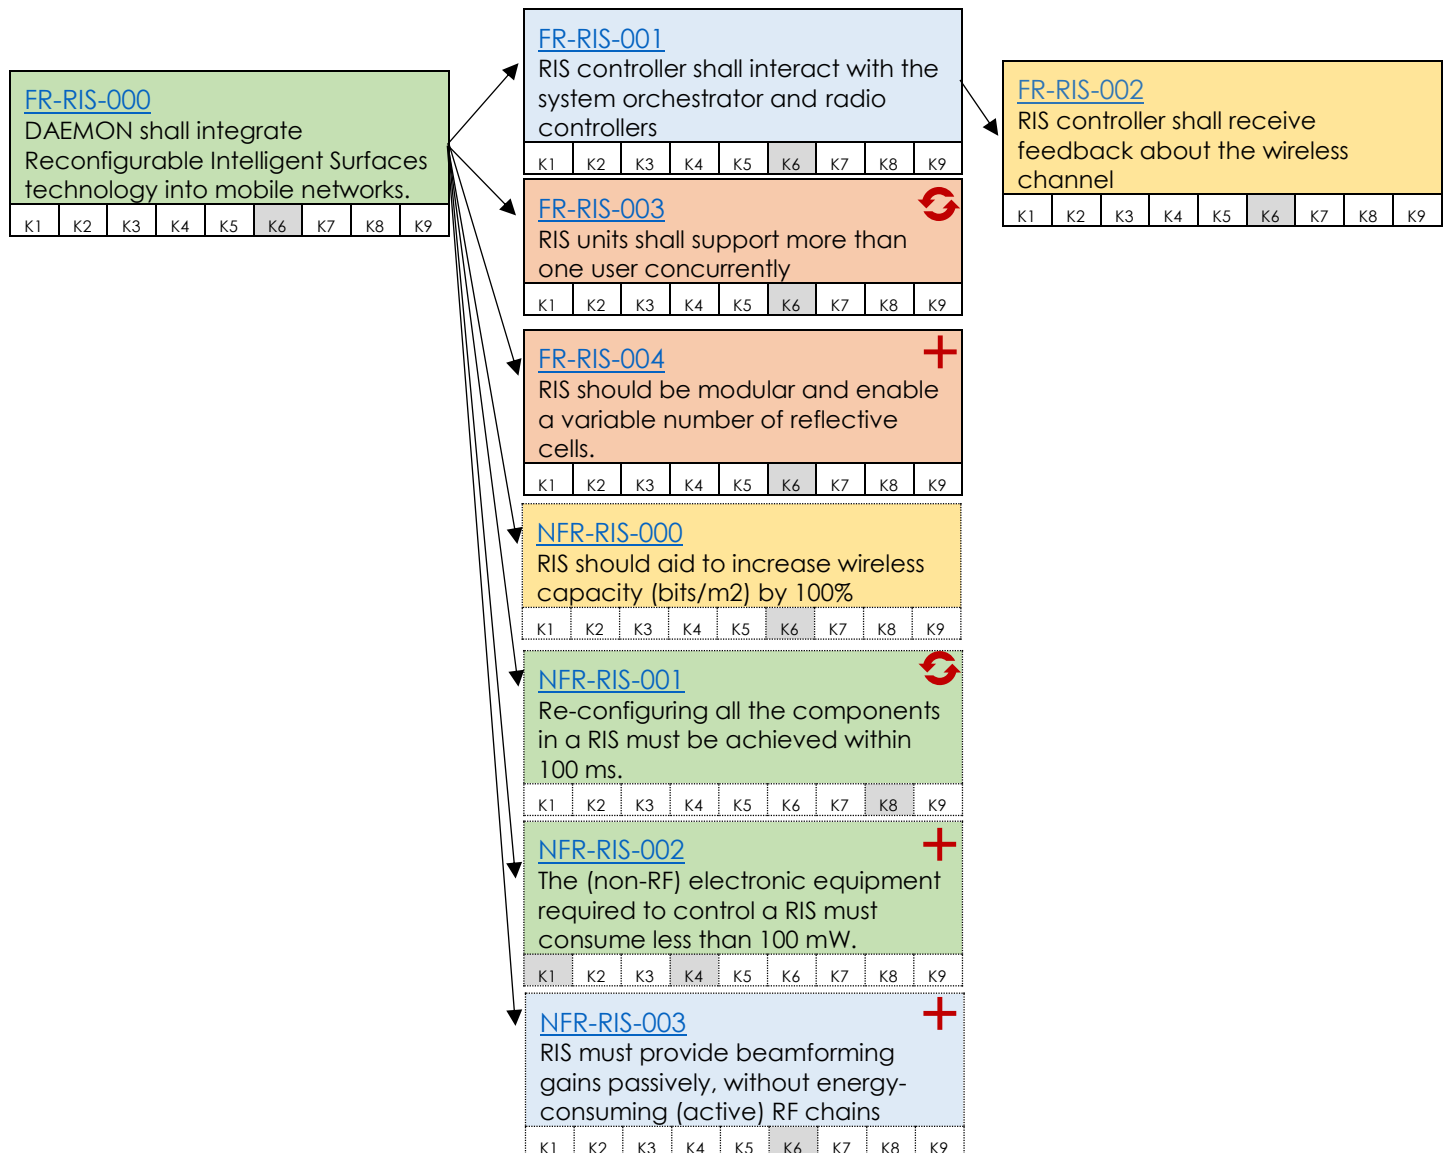 FR-RIS-000
DAEMON shall integrate
Reconfigurable Intelligent Surfaces
technology into mobile networks.
K1 K2 K3 K4 K5 K6 K7 K8 K9
FR-RIS-001
RIS controller shall interact with the
system orchestrator and radio
controllers
K1 K2 K3 K4 K5 K6 K7 K8 K9
FR-RIS-002
RIS controller shall receive
feedback about the wireless
channel
K1 K2 K3 K4 K5 K6 K7 K8 K9
FR-RIS-003
RIS units shall support more than
one user concurrently
K1 K2 K3 K4 K5 K6 K7 K8 K9
FR-RIS-004
RIS should be modular and enable
a variable number of reflective
cells.
K1 K2 K3 K4 K5 K6 K7 K8 K9
NFR-RIS-000
RIS should aid to increase wireless
capacity (bits/m2) by 100%
K1 K2 K3 K4 K5 K6 K7 K8 K9
NFR-RIS-001
Re-configuring all the components
in a RIS must be achieved within
100 ms.
K1 K2 K3 K4 K5 K6 K7 K8 K9
NFR-RIS-002
The (non-RF) electronic equipment
required to control a RIS must
consume less than 100 mW.
K1 K2 K3 K4 K5 K6 K7 K8 K9
NFR-RIS-003
RIS must provide beamforming
gains passively, without energy-
consuming (active) RF chains
K1 K2 K3 K4 K5 K6 K7 K8 K9